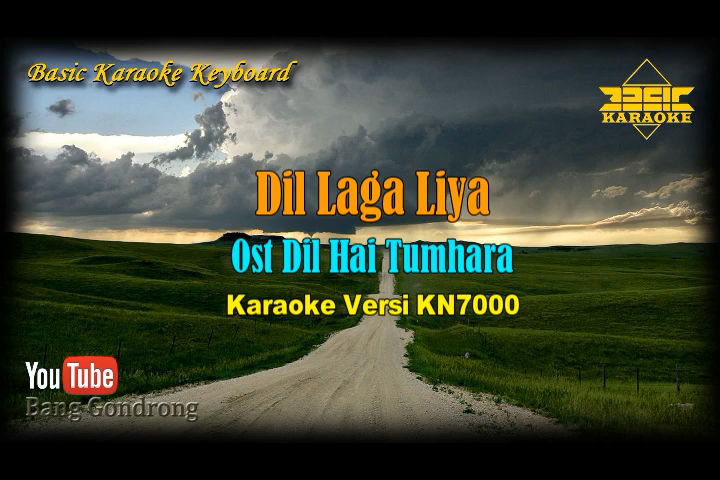 Basic Karaoke Keyboard
BASIC
KARAOKE
Dil Laga Liya
Ost Dil Hai Tumhara
Karaoke Versi KN7000
YouTube
Bang Gondrong